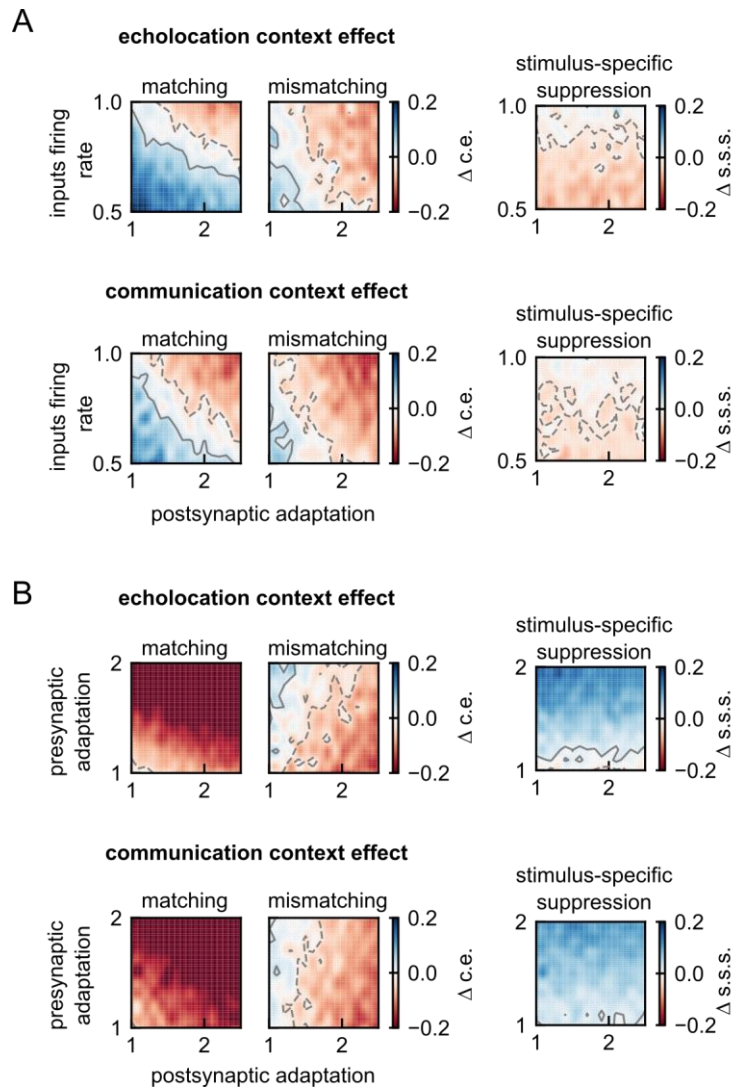 A
echolocation context effect
matching
mismatching
stimulus-specific
suppression
inputs firing
rate
1.0
0.5
1
2
1
2
0.2
0.0
−0.2
Δ c.e.
1.0
0.5
1
2
0.2
0.0
−0.2
Δ s.s.s.
communication context effect
matching
mismatching
stimulus-specific
suppression
inputs firing
rate
1.0
0.5
1
2
1
2
0.2
0.0
−0.2
Δ c.e.
1.0
0.5
1
2
0.2
0.0
−0.2
Δ s.s.s.
postsynaptic adaptation
B
echolocation context effect
matching
mismatching
stimulus-specific
suppression
presynaptic
adaptation
2
1
1
2
1
2
0.2
0.0
−0.2
Δ c.e.
2
1
1
2
0.2
0.0
−0.2
Δ s.s.s.
communication context effect
matching
mismatching
stimulus-specific
suppression
presynaptic
adaptation
2
1
1
2
1
2
0.2
0.0
−0.2
Δ c.e.
2
1
1
2
0.2
0.0
−0.2
Δ s.s.s.
postsynaptic adaptation